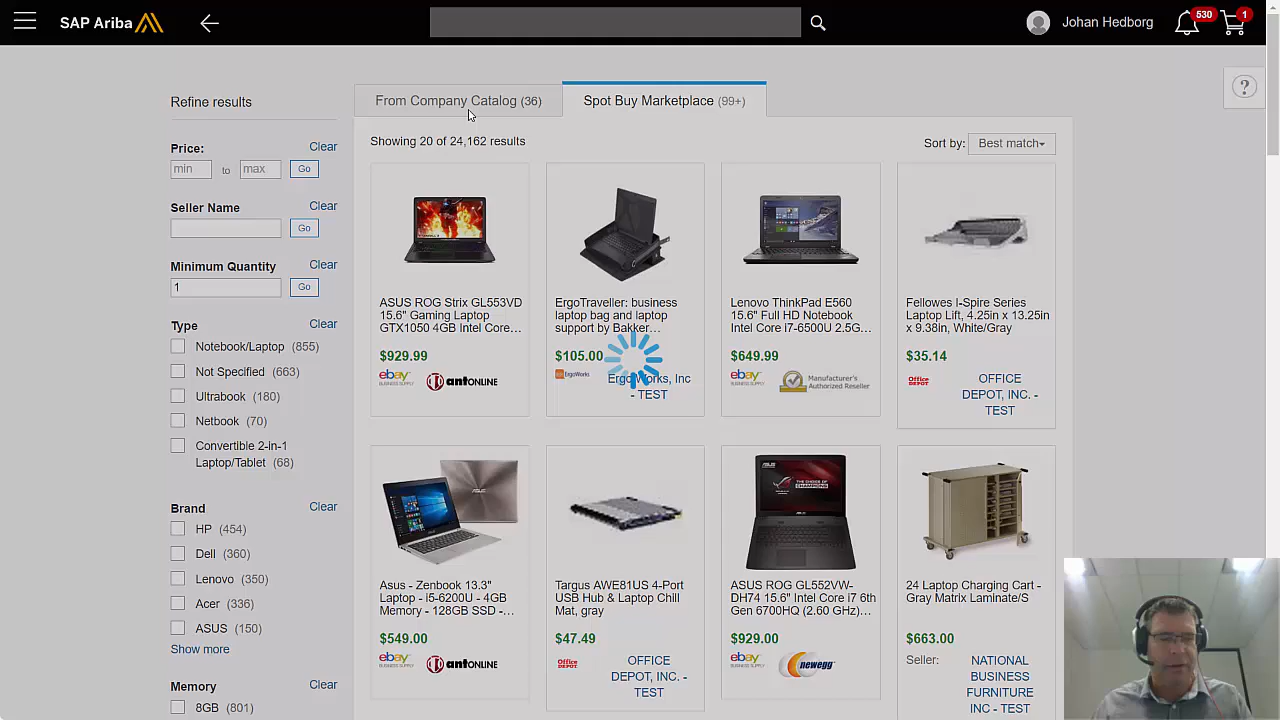 SAP Ariba
Johan Hedborg
530
1
?
Refine results
Price:
Clear
min
to
max
Go
Seller Name
Clear
Go
Minimum Quantity
Clear
1
Go
Type
Clear
Notebook/Laptop (855)
Not Specified (663)
Ultrabook (180)
Netbook (70)
Convertible 2-in-1
Laptop/Tablet (68)
Brand
Clear
HP (454)
Dell (360)
Lenovo (350)
Acer (336)
ASUS (150)
Show more
Memory
Clear
8GB (801)
From Company Catalog (36)
Spot Buy Marketplace (99+)
Showing 20 of 24,162 results
Sort by:
Best match
ASUS ROG Strix GL553VD
15.6" Gaming Laptop
GTX1050 4GB Intel Core...
$929.99
ebay
BUSINESS SUPPLY
antONLINE
ErgoTraveller: business
laptop bag and laptop
support by Bakker...
$105.00
ErgoWorks
ErgoWorks, Inc
- TEST
Lenovo ThinkPad E560
15.6" Full HD Notebook
Intel Core i7-6500U 2.5G...
$649.99
ebay
BUSINESS SUPPLY
Manufacturer's
Authorized Reseller
Fellowes I-Spire Series
Laptop Lift, 4.25in x 13.25in
x 9.38in, White/Gray
$35.14
Office
DEPOT
OFFICE
DEPOT, INC. -
TEST
Asus - Zenbook 13.3"
Laptop - I5-6200U - 4GB
Memory - 128GB SSD -...
$549.00
ebay
BUSINESS SUPPLY
antONLINE
Targus AWE81US 4-Port
USB Hub & Laptop Chill
Mat, gray
$47.49
Office
DEPOT
OFFICE
DEPOT, INC. -
TEST
ASUS ROG GL552VW-
DH74 15.6" Intel Core i7 6th
Gen 6700HQ (2.60 GHz)...
$929.00
ebay
BUSINESS SUPPLY
newegg
24 Laptop Charging Cart -
Gray Matrix Laminate/S
$663.00
Seller:
NATIONAL
BUSINESS
FURNITURE
INC - TEST